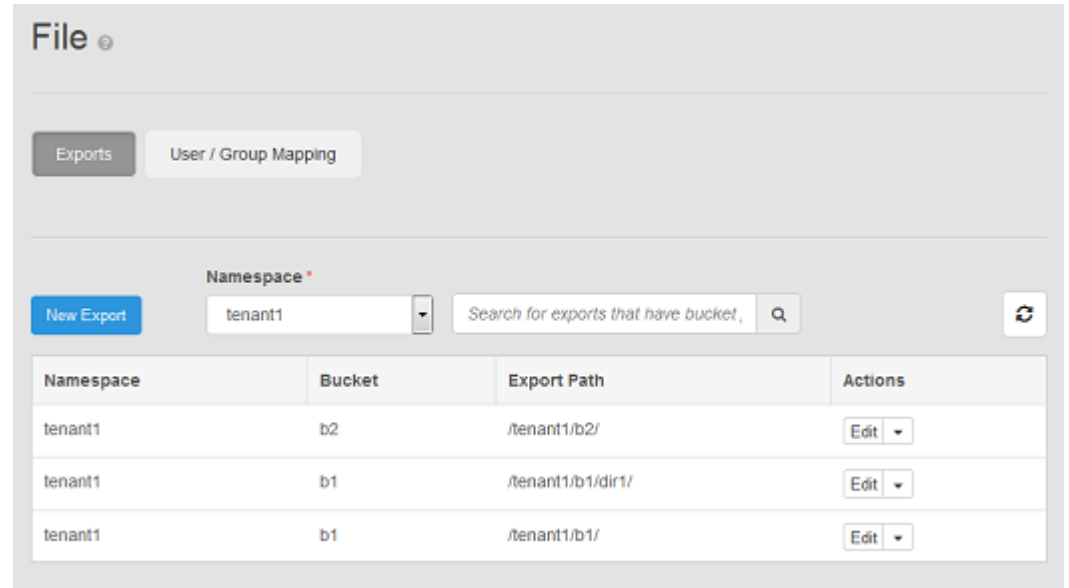 File
Exports User / Group Mapping
Namespace *
New Export tenant1 Search for exports that have bucket,
Namespace Bucket Export Path Actions
tenant1 b2 /tenant1/b2/ Edit
tenant1 b1 /tenant1/b1/dir1/ Edit
tenant1 b1 /tenant1/b1/ Edit